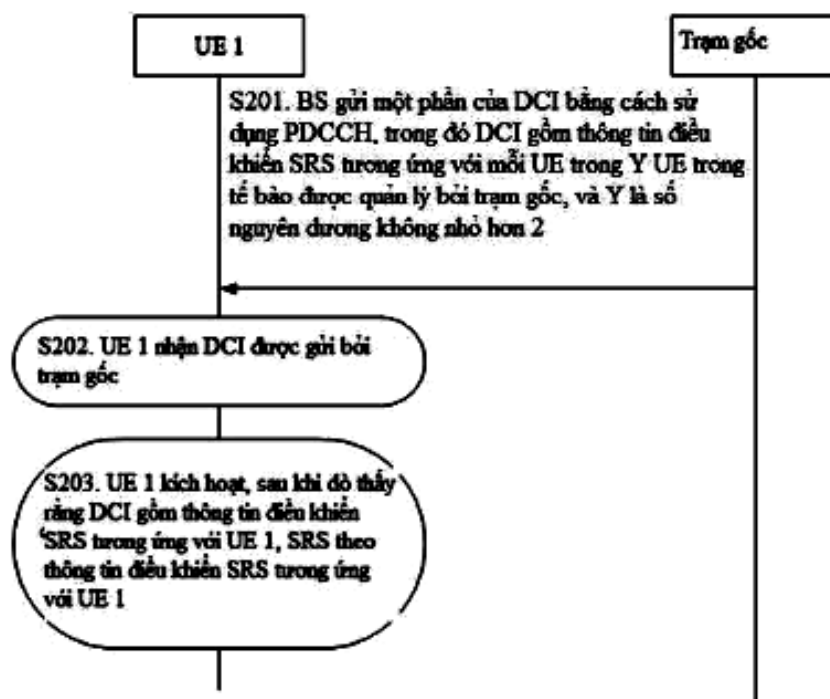 UE 1
Trạm gốc
S201. BS gửi một phần của DCI bằng cách sử
dụng PDCCH, trong đó DCI gồm thông tin điều
khiển SRS tương ứng với mỗi UE trong Y UE trong
tế bào được quản lý bởi trạm gốc, và Y là số
nguyên dương không nhỏ hơn 2
S202. UE 1 nhận DCI được gửi bởi
trạm gốc
S203. UE 1 kích hoạt, sau khi dò thấy
rằng DCI gồm thông tin điều khiển
SRS tương ứng với UE 1, SRS theo
thông tin điều khiển SRS tương ứng
với UE 1